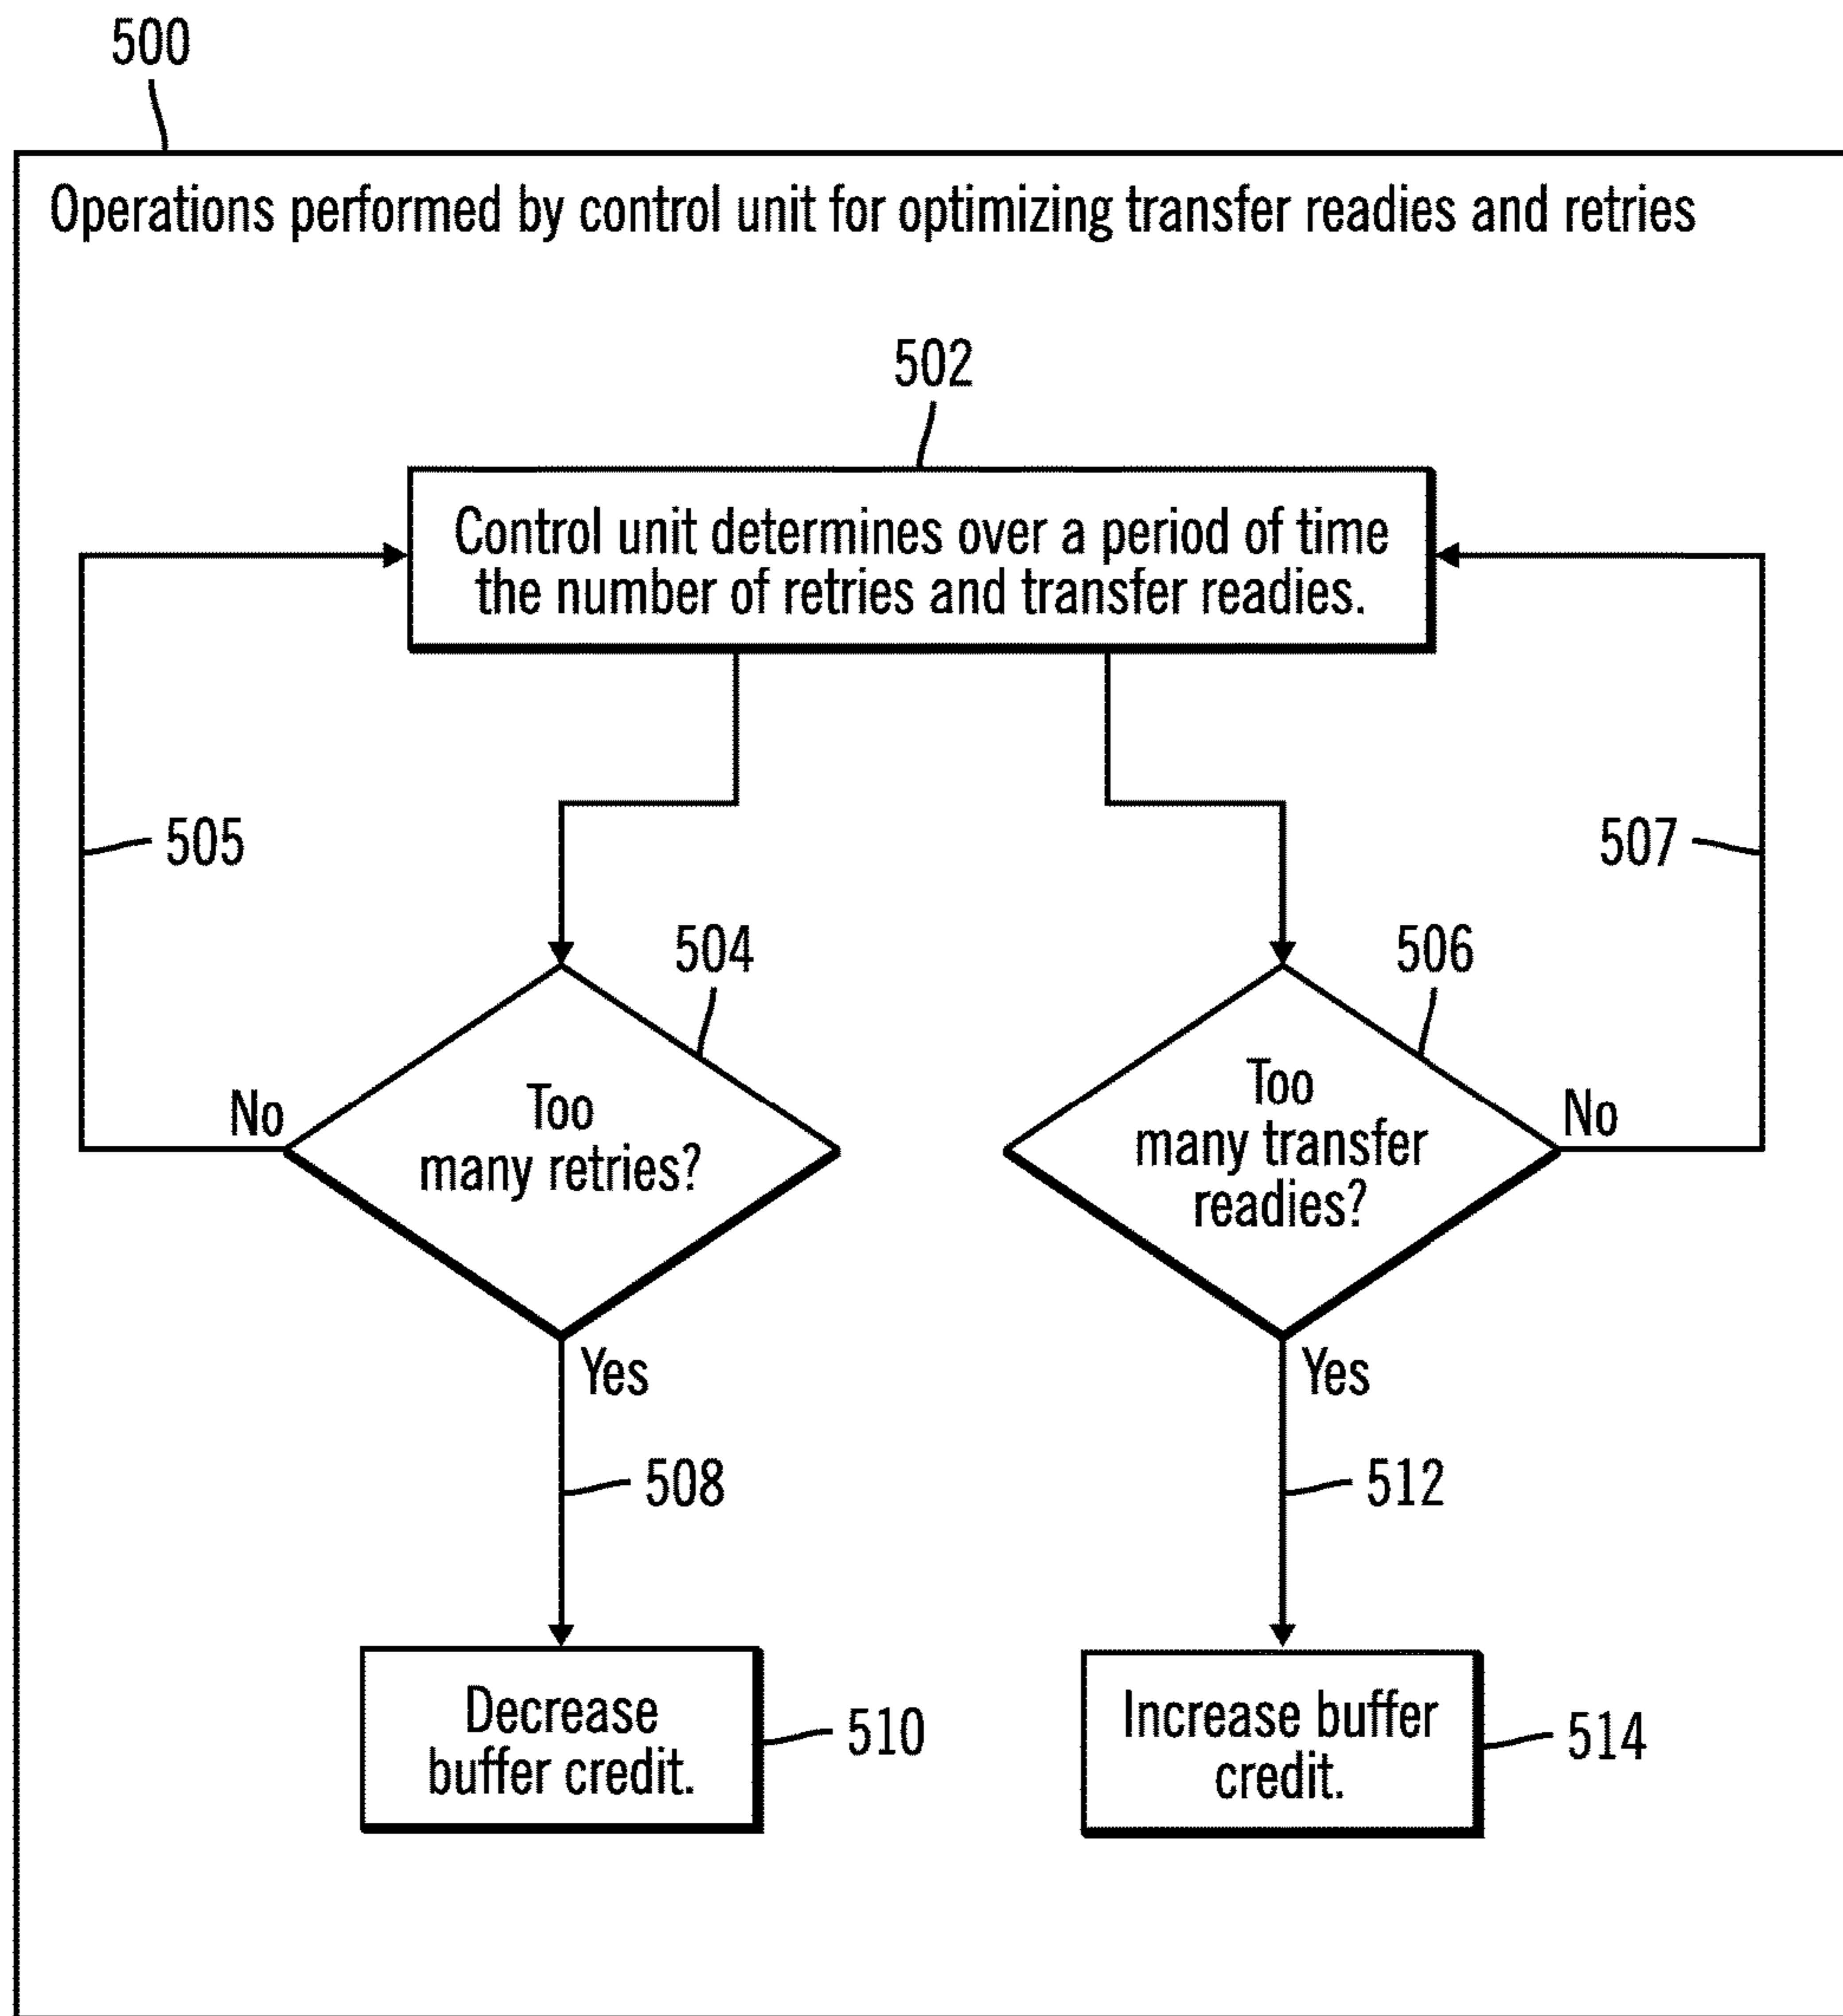 500
Operations performed by control unit for optimizing transfer readies and retries
502
Control unit determines over a period of time
the number of retries and transfer readies.
505
507
504
506
No
Too
many retries?
Too
many transfer
readies?
No
Yes
Yes
508
512
Decrease
buffer credit.
510
Increase buffer
credit.
514